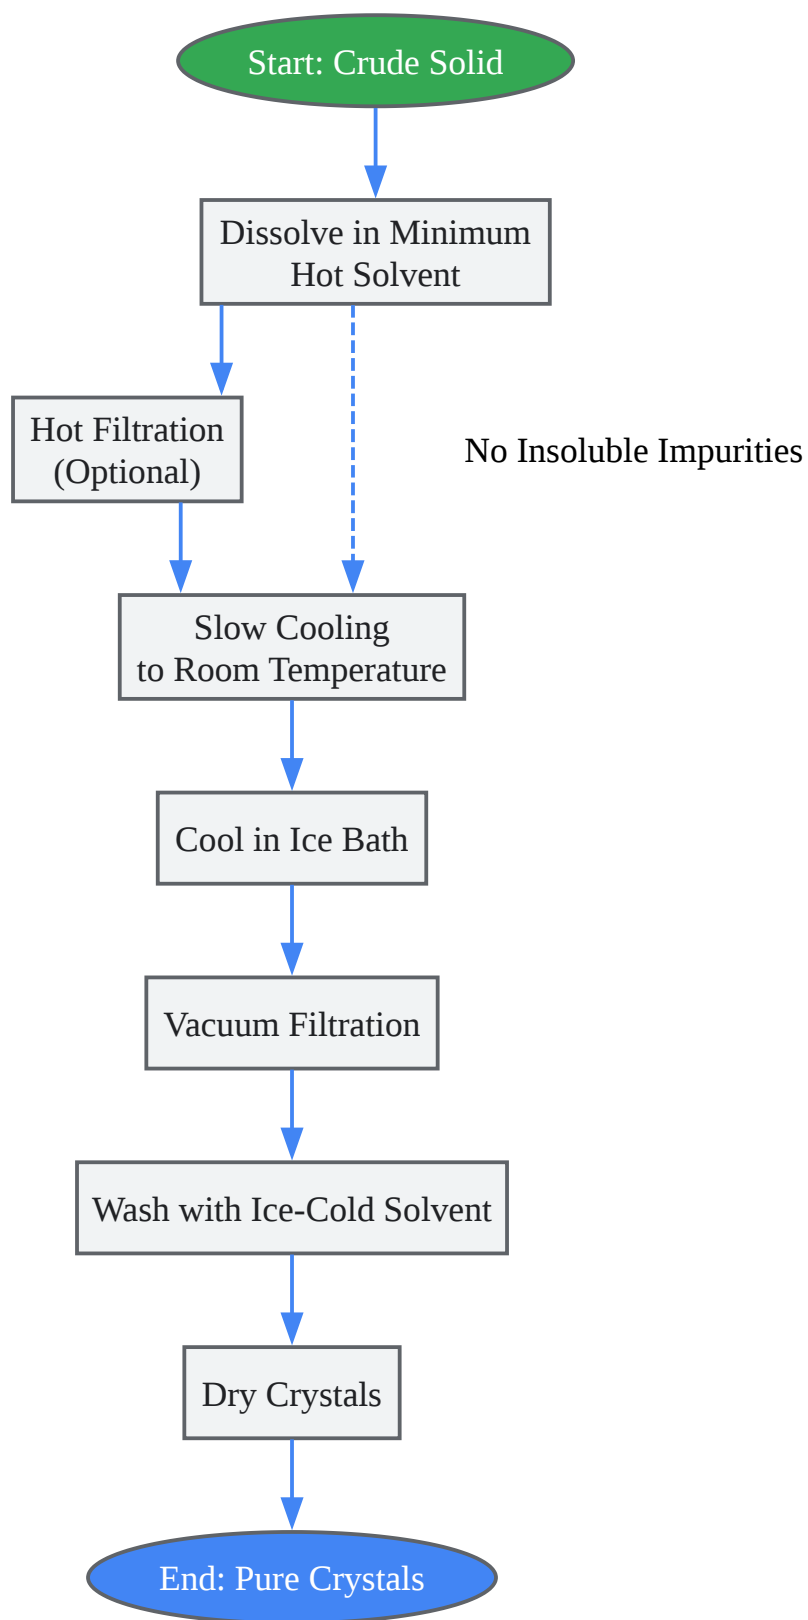 Start: Crude Solid
Dissolve in Minimum
Hot Solvent
Hot Filtration
(Optional)
No Insoluble Impurities
Slow Cooling
to Room Temperature
Cool in Ice Bath
Vacuum Filtration
Wash with Ice-Cold Solvent
Dry Crystals
End: Pure Crystals